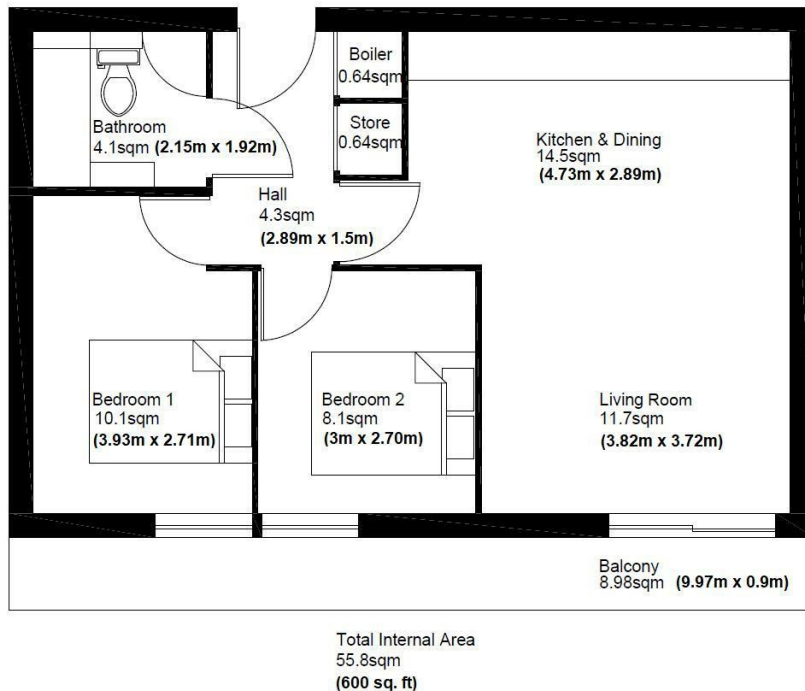 Boiler
0.64sqm
Store
0.64sqm
Bathroom
4.1sqm (2.15m x 1.92m)
Kitchen & Dining
14.5sqm
(4.73m x 2.89m)
Hall
4.3sqm
(2.89m x 1.5m)
Bedroom 1
10.1sqm
(3.93m x 2.71m)
Bedroom 2
8.1sqm
(3m x 2.70m)
Living Room
11.7sqm
(3.82m x 3.72m)
Balcony
8.98sqm (9.97m x 0.9m)
Total Internal Area
55.8sqm
(600 sq. ft)